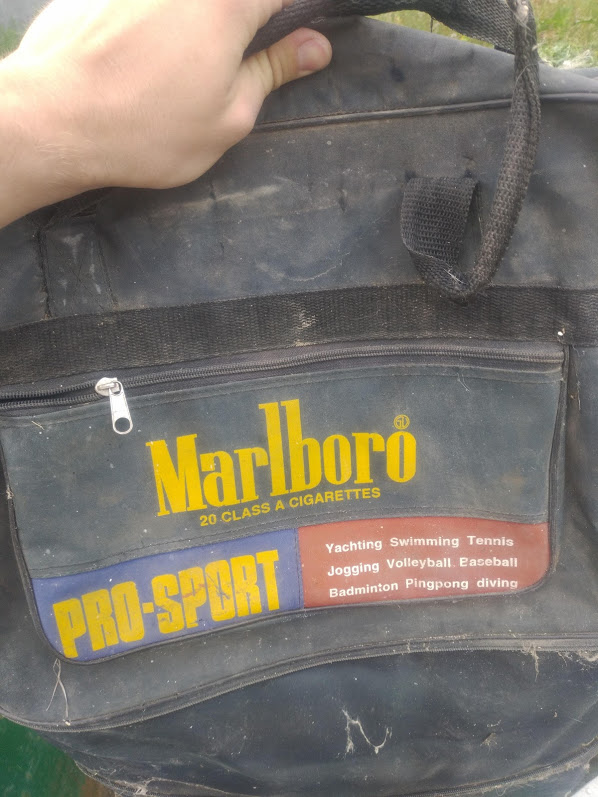 Marlboro
20 CLASS A CIGARETTES
PRO-SPORT
Yachting Swimming Tennis
Jogging Volleyball Baseball
Badminton Pingpong diving